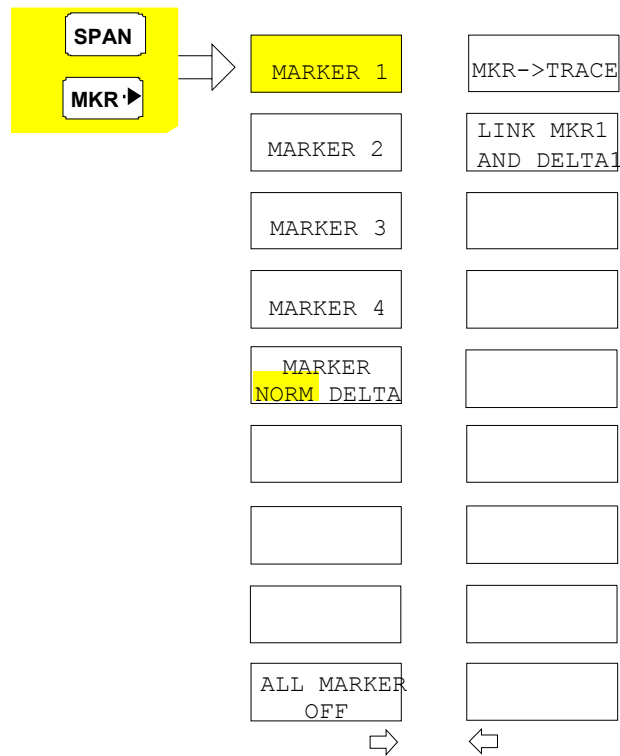 SPAN
MKR
MARKER 1
MARKER 2
MARKER 3
MARKER 4
MARKER
NORM DELTA
ALL MARKER
OFF
MKR->TRACE
LINK MKR1
AND DELTA1